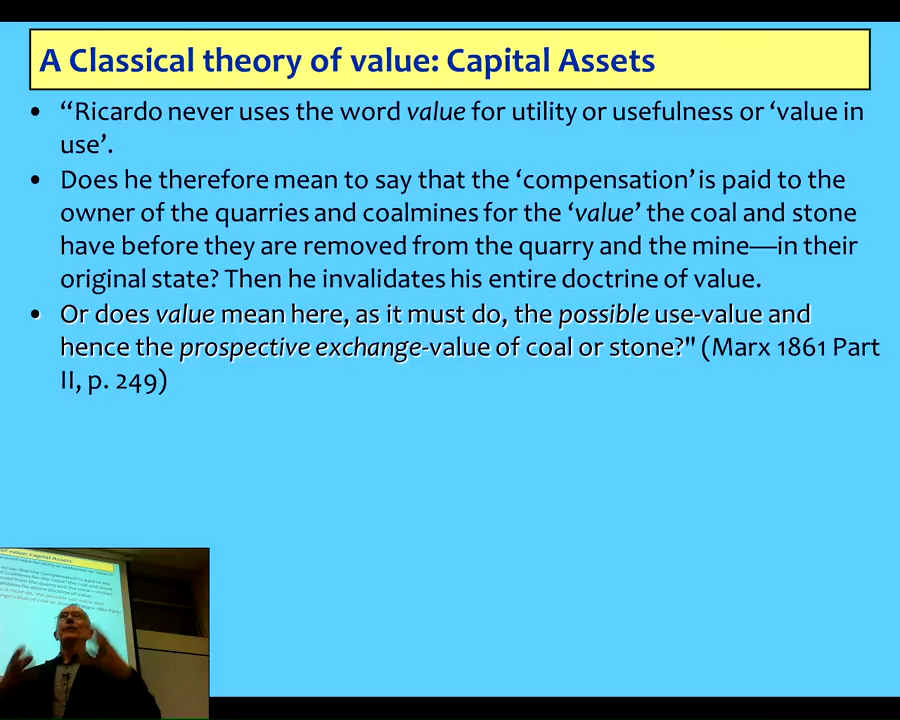 A Classical theory of value: Capital Assets
• “Ricardo never uses the word value for utility or usefulness or ‘value in
use’.
• Does he therefore mean to say that the ‘compensation’ is paid to the
owner of the quarries and coalmines for the ‘value’ the coal and stone
have before they are removed from the quarry and the mine—in their
original state? Then he invalidates his entire doctrine of value.
• Or does value mean here, as it must do, the possible use-value and
hence the prospective exchange-value of coal or stone?" (Marx 1861 Part
II, p. 249)